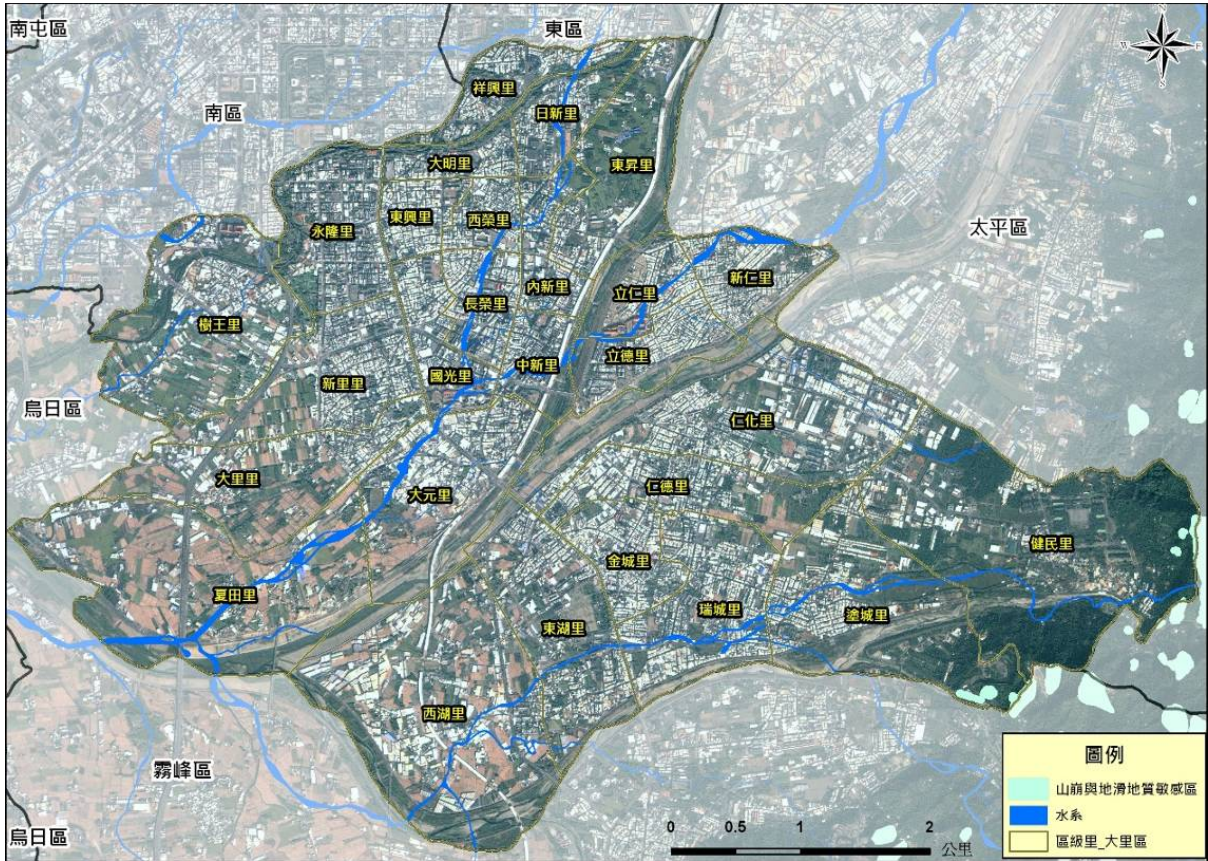 南屯區
東區
N
W
E
S
祥興里
日新里
南區
大明里
東昇里
永隆里
東興里
西榮里
太平區
新仁里
內新里
立仁里
長榮里
樹王里
中新里
立德里
國光里
新里里
烏日區
仁化里
大里里
仁德里
大元里
健民里
金城里
夏田里
瑞城里
塗城里
東湖里
西湖里
霧峰區
烏日區
圖例
山崩與地滑地質敏感區
水系
區級里_大里區
0 0.5 1 2
公里